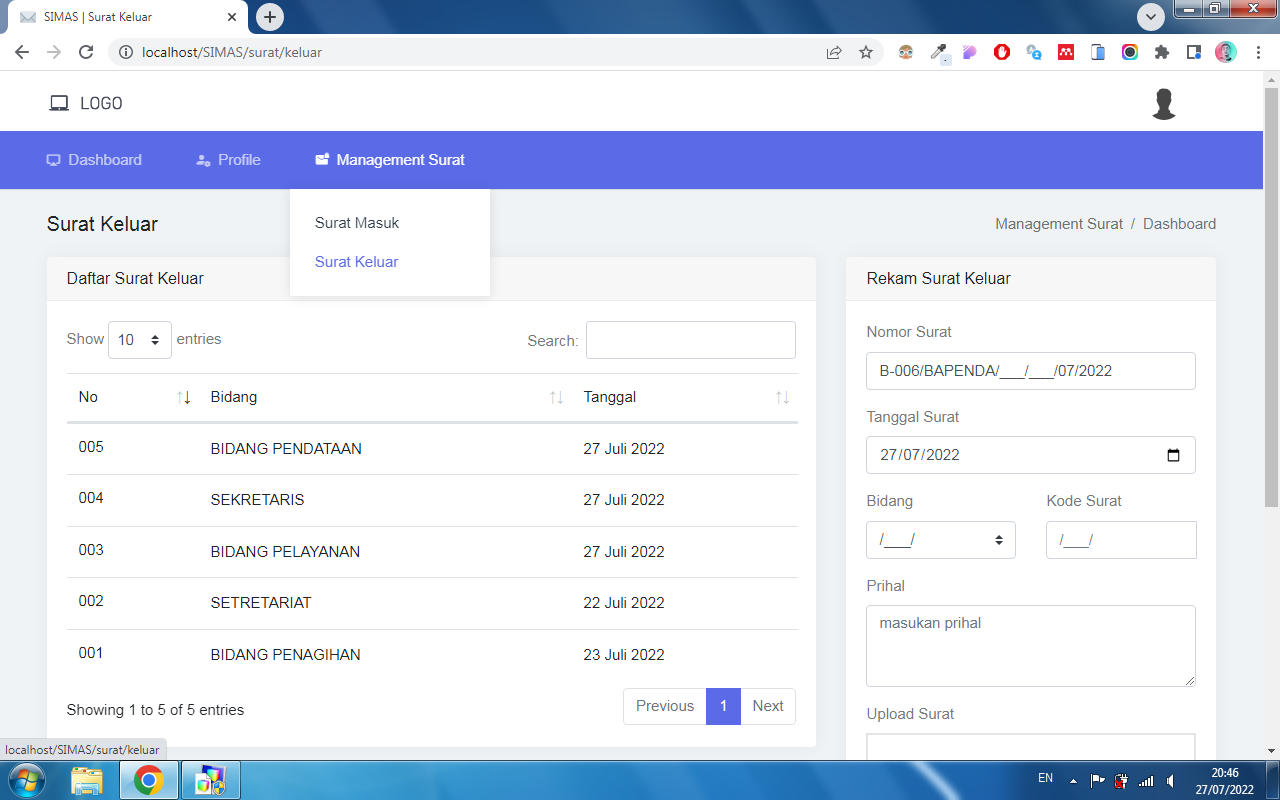 SIMAS | Surat Keluar
localhost/SIMAS/surat/keluar
LOGO
Dashboard Profile Management Surat
Surat Masuk
Surat Keluar
Surat Keluar
Management Surat / Dashboard
Daftar Surat Keluar
Show 10 entries
Search:
No Bidang Tanggal
005 BIDANG PENDATAAN 27 Juli 2022
004 SEKRETARIS 27 Juli 2022
003 BIDANG PELAYANAN 27 Juli 2022
002 SETRETARIAT 22 Juli 2022
001 BIDANG PENAGIHAN 23 Juli 2022
Showing 1 to 5 of 5 entries
Previous 1 Next
Rekam Surat Keluar
Nomor Surat
B-006/BAPENDA/___/___/07/2022
Tanggal Surat
27/07/2022
Bidang Kode Surat
/___/ /___/
Prihal
masukan prihal
Upload Surat
localhost/SIMAS/surat/keluar
EN
20:46
27/07/2022